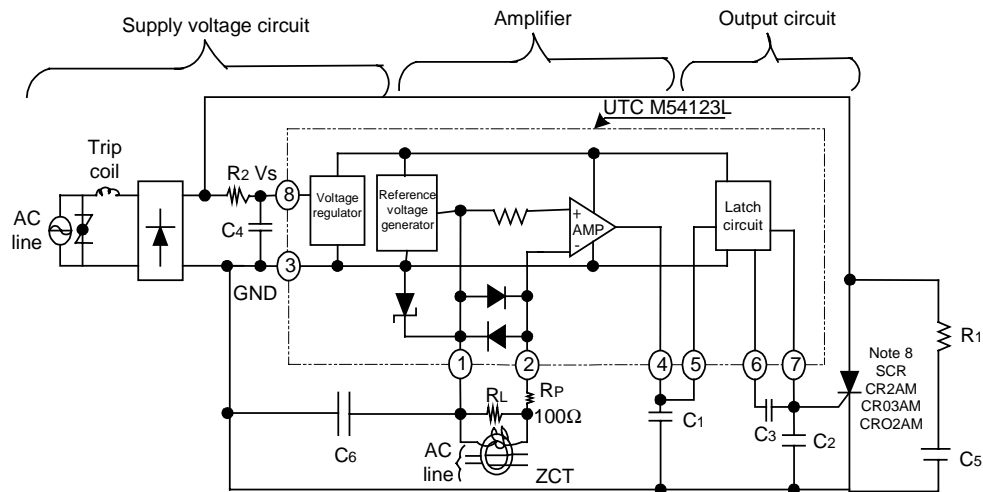 Supply voltage circuit
Amplifier
Output circuit
UTC M54123L
Trip
coil
R2 Vs
8
Voltage
regulator
Reference
voltage
generator
+
AMP
-
Latch
circuit
AC
line
C4
3
GND
1
2
4
5
6
7
R1
Note 8
SCR
CR2AM
CR03AM
CRO2AM
RL
RP
100Ω
C1
C3
C2
C5
C6
AC
line
ZCT